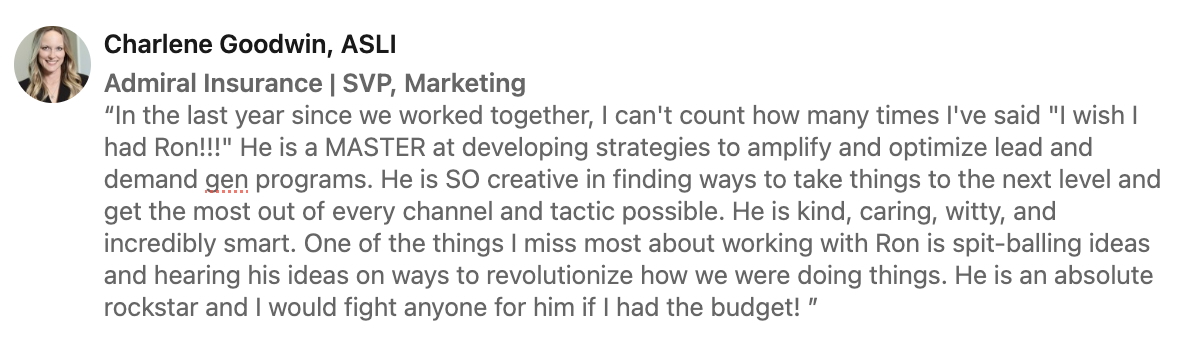 Charlene Goodwin, ASLI
Admiral Insurance | SVP, Marketing
“In the last year since we worked together, I can't count how many times I've said "I wish I
had Ron!!!" He is a MASTER at developing strategies to amplify and optimize lead and
demand gen programs. He is SO creative in finding ways to take things to the next level and
get the most out of every channel and tactic possible. He is kind, caring, witty, and
incredibly smart. One of the things I miss most about working with Ron is spit-balling ideas
and hearing his ideas on ways to revolutionize how we were doing things. He is an absolute
rockstar and I would fight anyone for him if I had the budget! ”